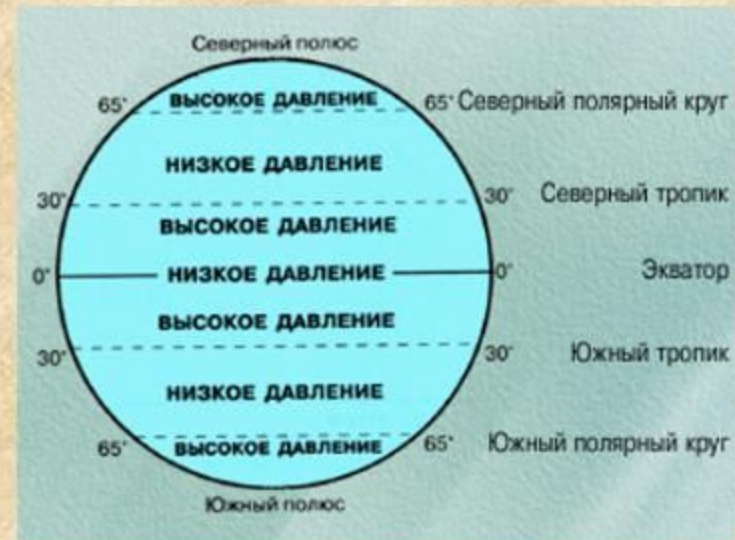 Северный полюс
65° ВЫСОКОЕ ДАВЛЕНИЕ 65° Северный полярный круг
НИЗКОЕ ДАВЛЕНИЕ
30° 30° Северный тропик
ВЫСОКОЕ ДАВЛЕНИЕ
0° НИЗКОЕ ДАВЛЕНИЕ 0° Экватор
ВЫСОКОЕ ДАВЛЕНИЕ
30° 30° Южный тропик
НИЗКОЕ ДАВЛЕНИЕ
65° ВЫСОКОЕ ДАВЛЕНИЕ 65° Южный полярный круг
Южный полюс